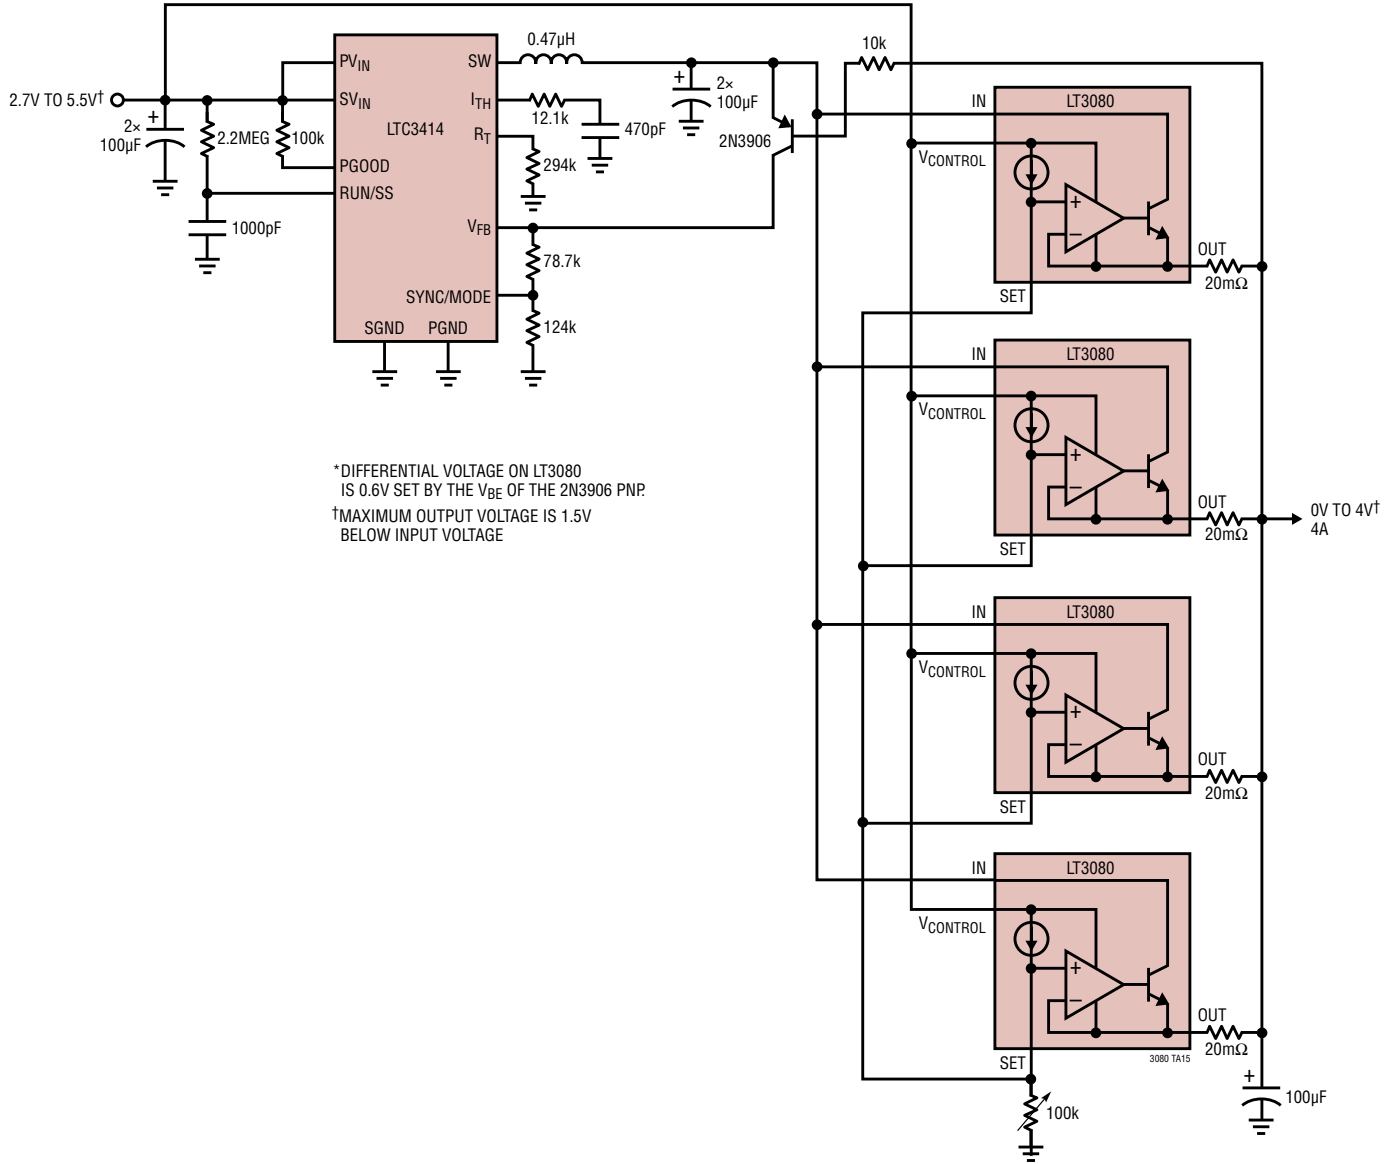 0.47µH
10k
PVIN
SW
2.7V TO 5.5V†
SVIN
ITH
+
2×
100µF
IN
LT3080
LTC3414
12.1k
+
2×
100µF
2.2MEG
100k
RT
470pF
2N3906
VCONTROL
PGOOD
294k
RUN/SS
+
–
1000pF
VFB
OUT
78.7k
20mΩ
SYNC/MODE
SET
SGND
PGND
124k
IN
LT3080
VCONTROL
+
–
*DIFFERENTIAL VOLTAGE ON LT3080
IS 0.6V SET BY THE VBE OF THE 2N3906 PNP.
†MAXIMUM OUTPUT VOLTAGE IS 1.5V
BELOW INPUT VOLTAGE
OUT
20mΩ
0V TO 4V†
4A
SET
IN
LT3080
VCONTROL
+
–
OUT
20mΩ
SET
IN
LT3080
VCONTROL
+
–
OUT
20mΩ
3080 TA15
SET
+
100µF
100k